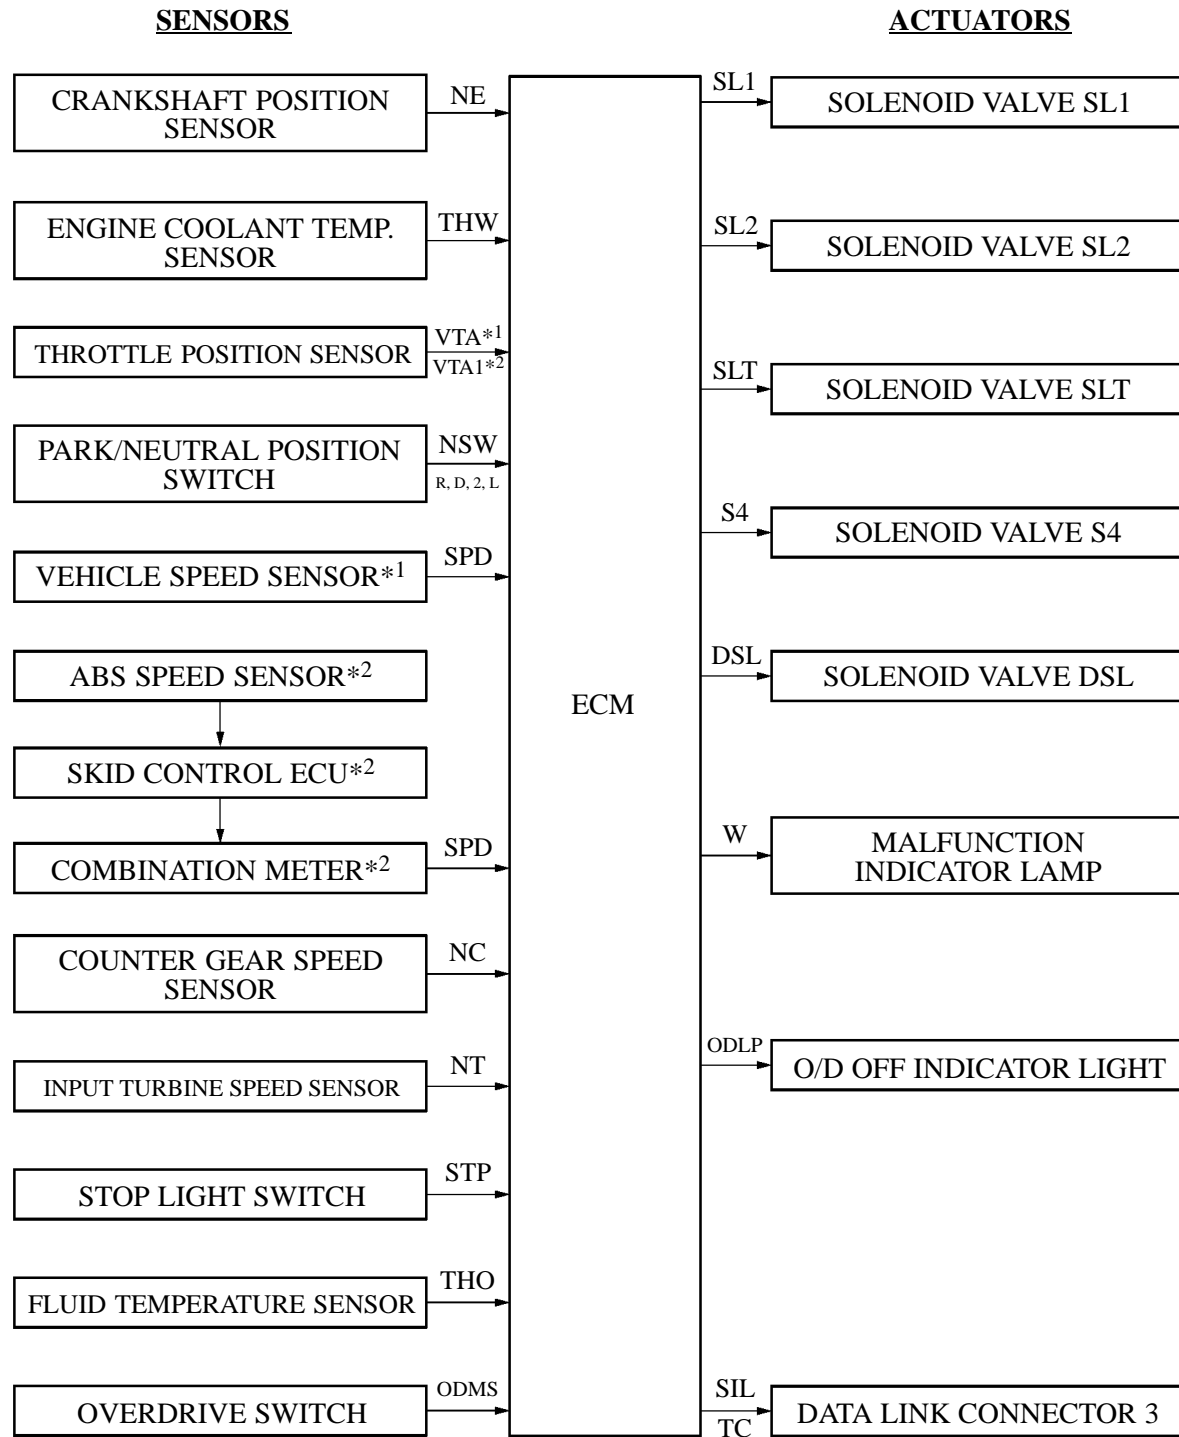 SENSORS
ACTUATORS
CRANKSHAFT POSITION
SENSOR
NE
ENGINE COOLANT TEMP.
SENSOR
THW
THROTTLE POSITION SENSOR
VTA*1
VTA1*2
PARK/NEUTRAL POSITION
SWITCH
NSW
R, D, 2, L
VEHICLE SPEED SENSOR*1
SPD
ABS SPEED SENSOR*2
SKID CONTROL ECU*2
COMBINATION METER*2
SPD
COUNTER GEAR SPEED
SENSOR
NC
INPUT TURBINE SPEED SENSOR
NT
STOP LIGHT SWITCH
STP
FLUID TEMPERATURE SENSOR
THO
OVERDRIVE SWITCH
ODMS
ECM
SL1
SOLENOID VALVE SL1
SL2
SOLENOID VALVE SL2
SLT
SOLENOID VALVE SLT
S4
SOLENOID VALVE S4
DSL
SOLENOID VALVE DSL
W
MALFUNCTION
INDICATOR LAMP
ODLP
O/D OFF INDICATOR LIGHT
SIL
TC
DATA LINK CONNECTOR 3